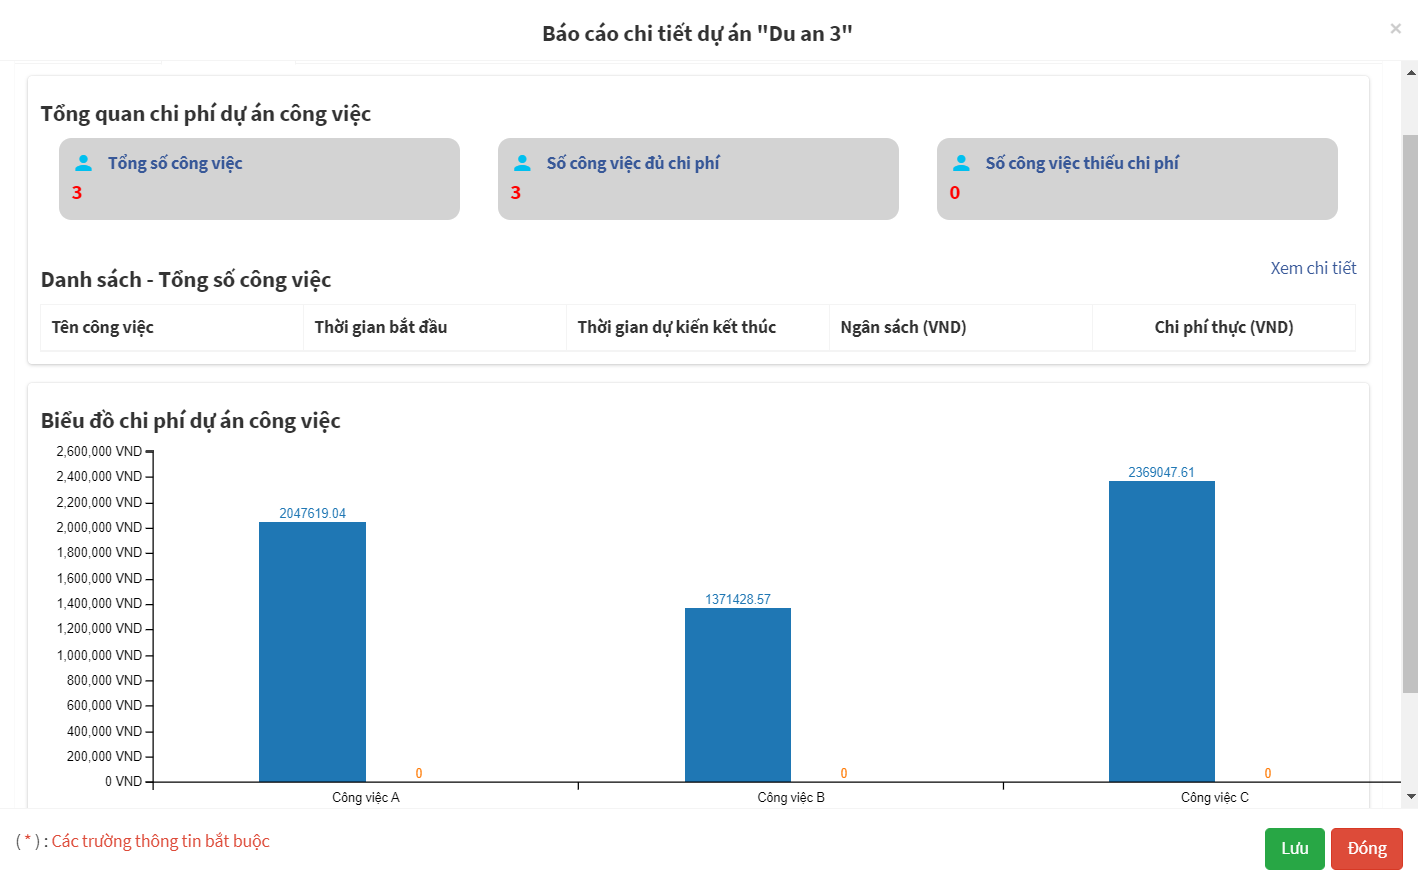 Báo cáo chi tiết dự án "Du an 3"
×
Tổng quan chi phí dự án công việc
Tổng số công việc
3
Số công việc đủ chi phí
3
Số công việc thiếu chi phí
0
Xem chi tiết
Danh sách - Tổng số công việc
Tên công việc
Thời gian bắt đầu
Thời gian dự kiến kết thúc
Ngân sách (VND)
Chi phí thực (VND)
Biểu đồ chi phí dự án công việc
2,600,000 VND
2,400,000 VND
2,200,000 VND
2,000,000 VND
1,800,000 VND
1,600,000 VND
1,400,000 VND
1,200,000 VND
1,000,000 VND
800,000 VND
600,000 VND
400,000 VND
200,000 VND
0 VND
2047619.04
0
1371428.57
0
2369047.61
0
Công việc A
Công việc B
Công việc C
( * ) : Các trường thông tin bắt buộc
Lưu
Đóng